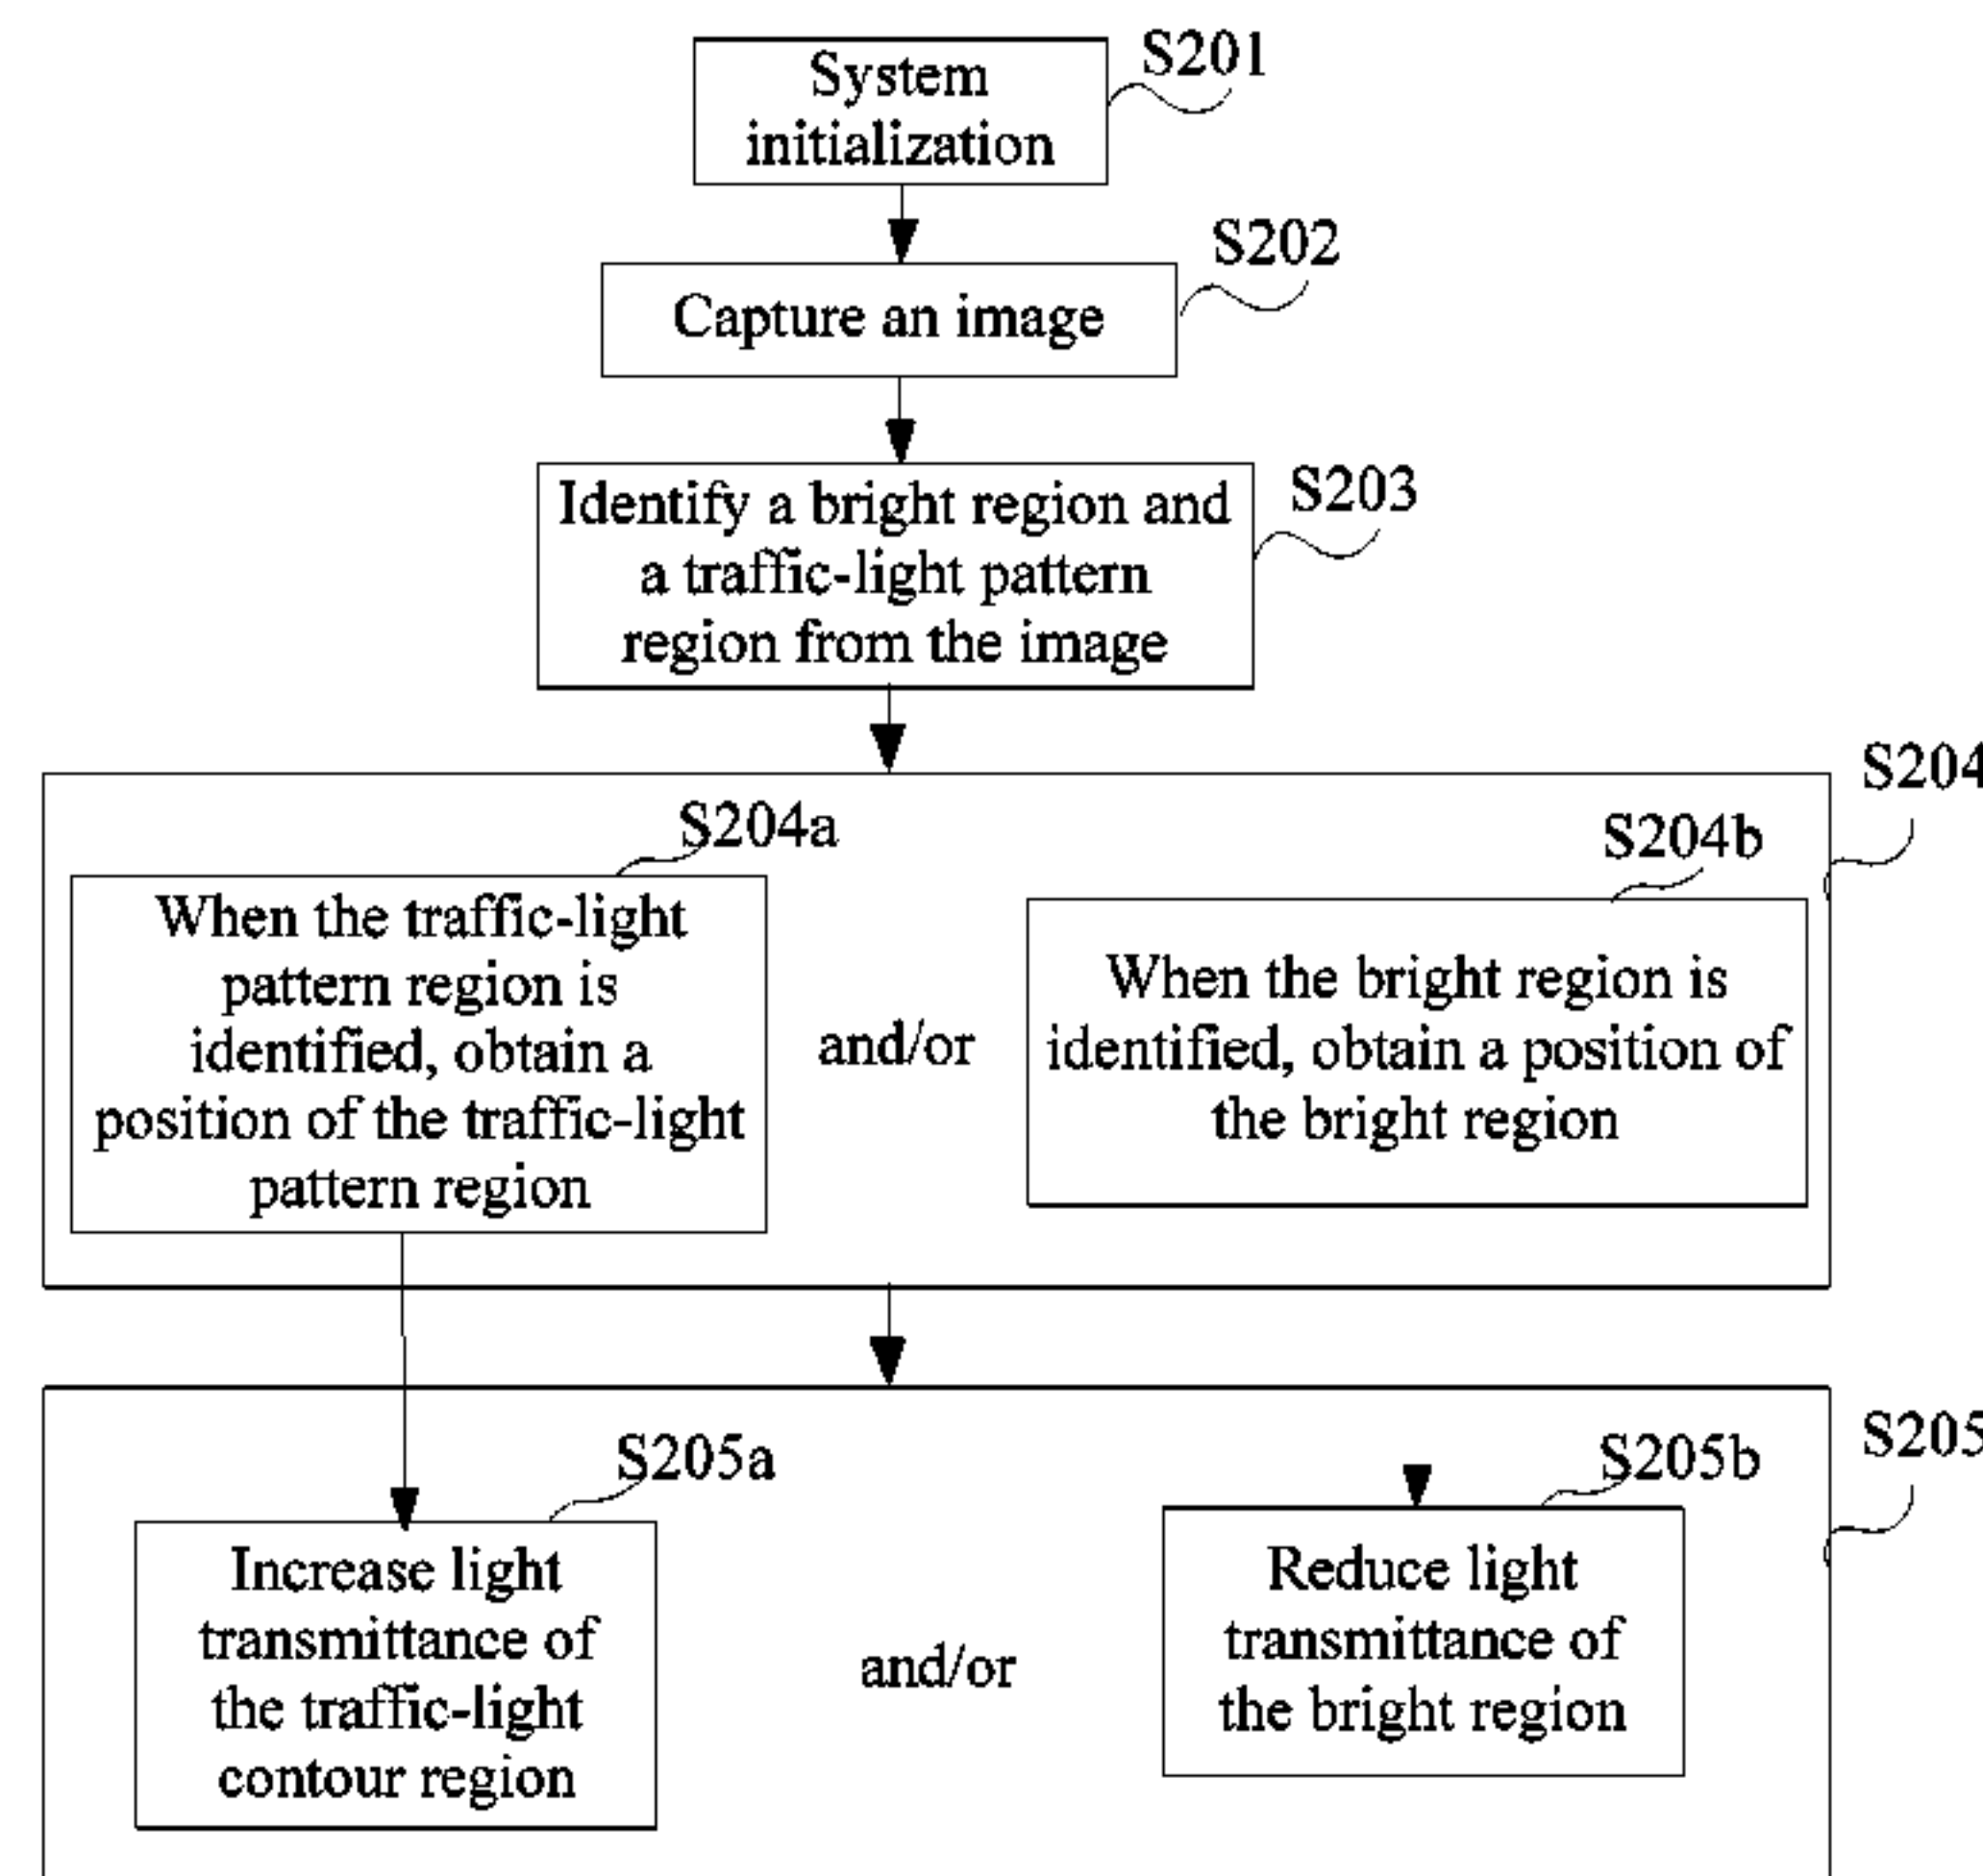 S201
System
initialization
S202
Capture an image
S203
Identify a bright region and
a traffic-light pattern
region from the image
S204
S204a
When the traffic-light
pattern region is
identified, obtain a
position of the traffic-light
pattern region
and/or
S204b
When the bright region is
identified, obtain a position of
the bright region
S205
S205a
Increase light
transmittance of
the traffic-light
contour region
and/or
S205b
Reduce light
transmittance of
the bright region